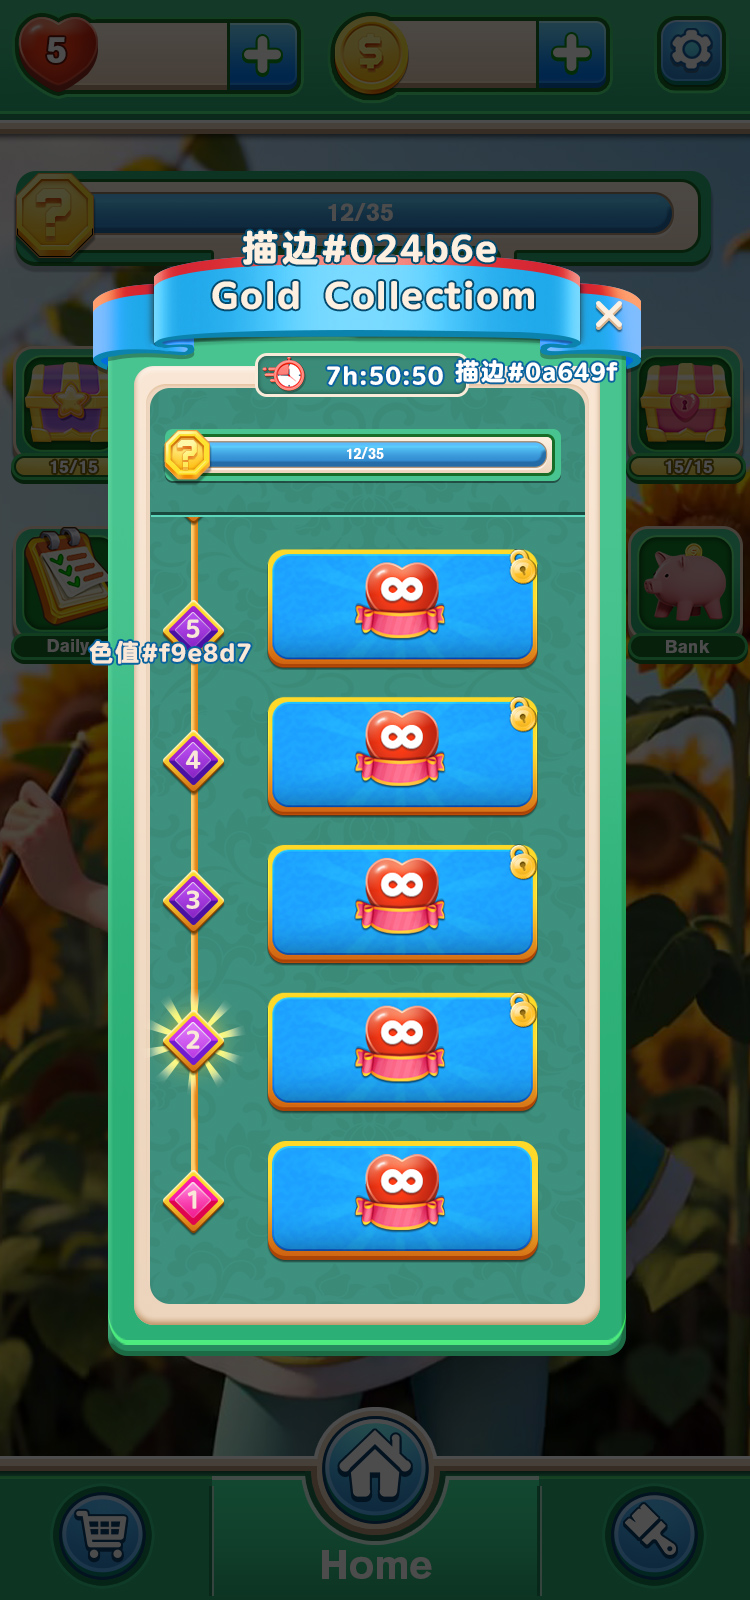 5
12/35
描边#024b6e
Gold Collectiom
7h:50:50
描边#0a649f
12/35
15/15
15/15
5
Daily
色值#f9e8d7
Bank
4
3
2
1
Home